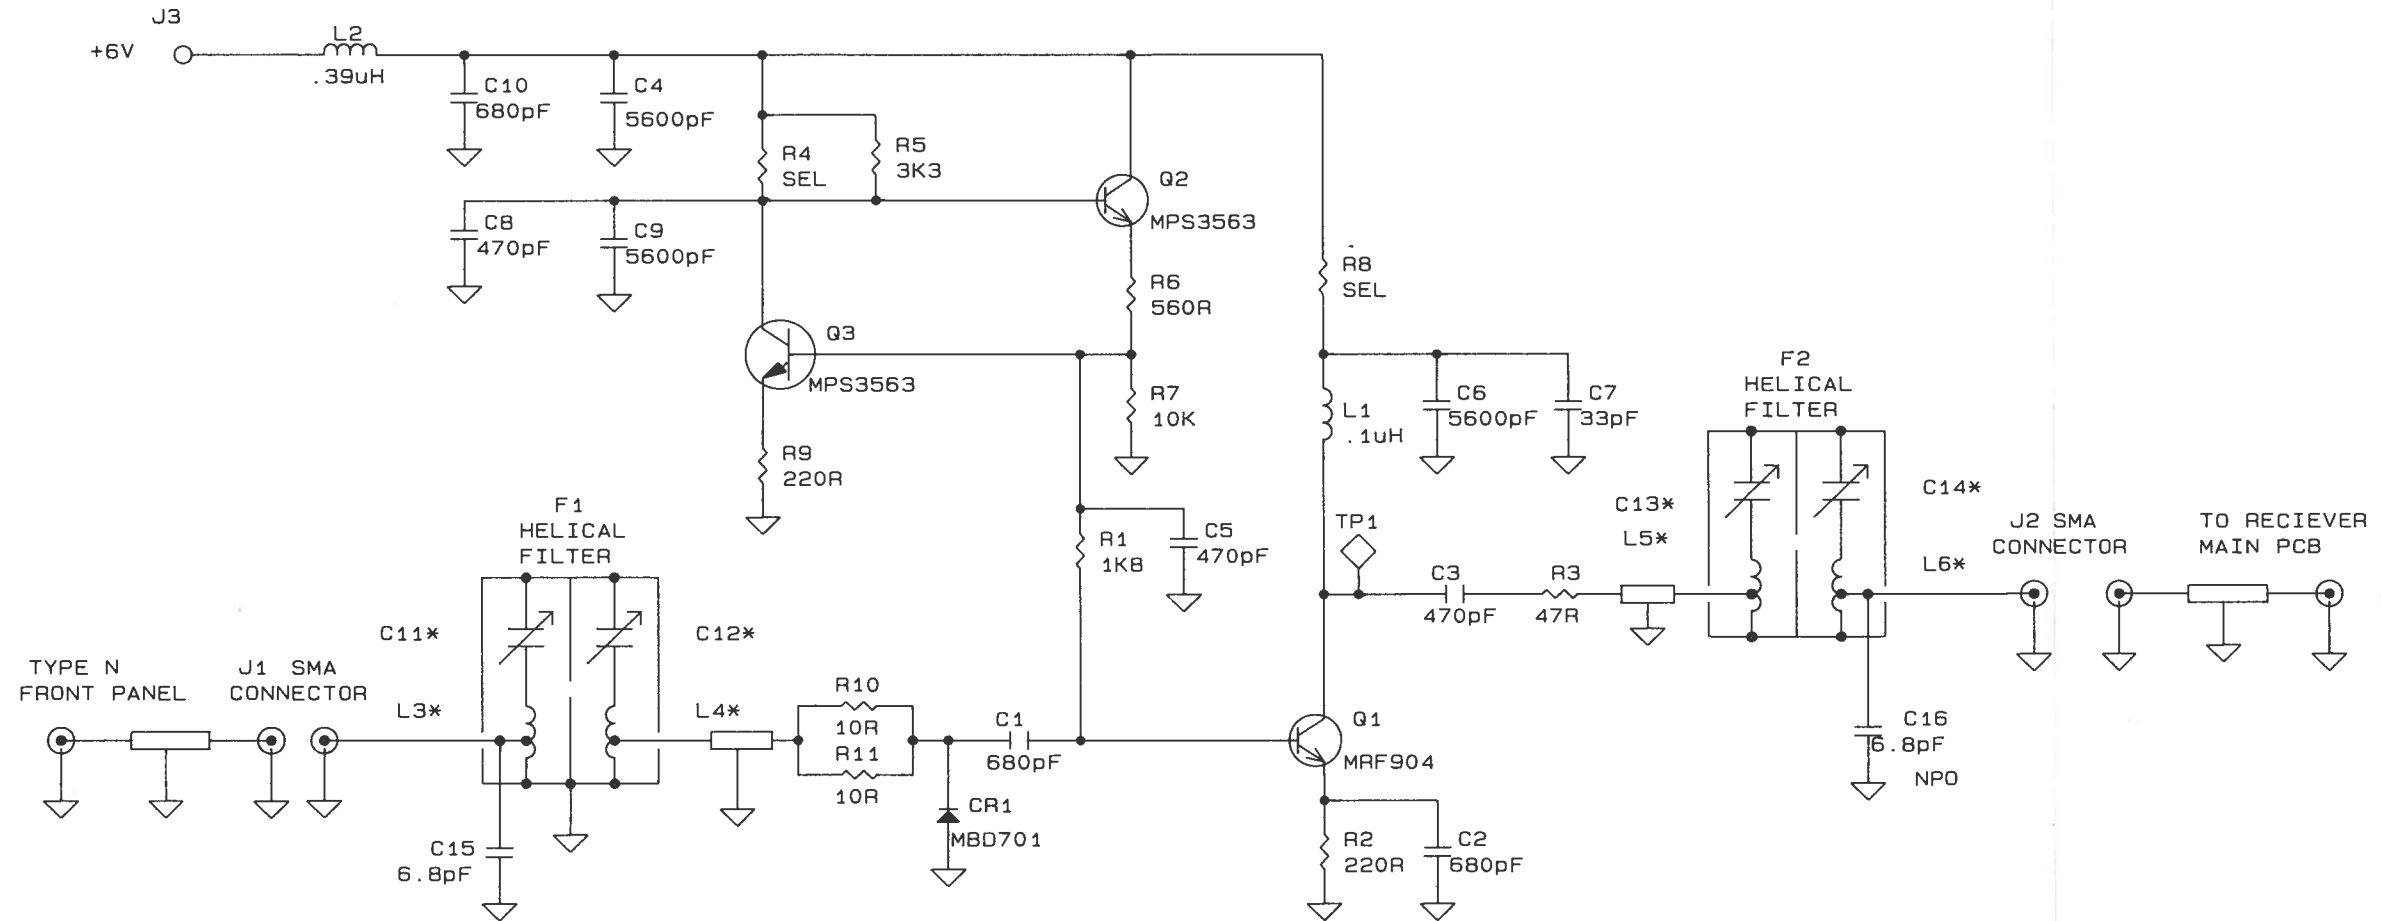 J3
+6V
L2
.39uH
C10
680pF
C4
5600pF
R4
SEL
R5
3K3
Q2
MPS3563
C8
470pF
C9
5600pF
R6
560R
R8
SEL
Q3
MPS3563
R7
10K
L1
.1uH
C6
5600pF
C7
33pF
F2
HELICAL
FILTER
R9
220R
F1
HELICAL
FILTER
R1
1K8
C5
470pF
TP1
C13*
L5*
C14*
L6*
J2 SMA
CONNECTOR
TO RECIEVER
MAIN PCB
C3
470pF
R3
47R
C11*
C12*
TYPE N
FRONT PANEL
J1 SMA
CONNECTOR
L3*
L4*
R10
10R
R11
10R
C1
680pF
Q1
MRF904
C16
6.8pF
NPO
CR1
MBD701
C15
6.8pF
R2
220R
C2
680pF